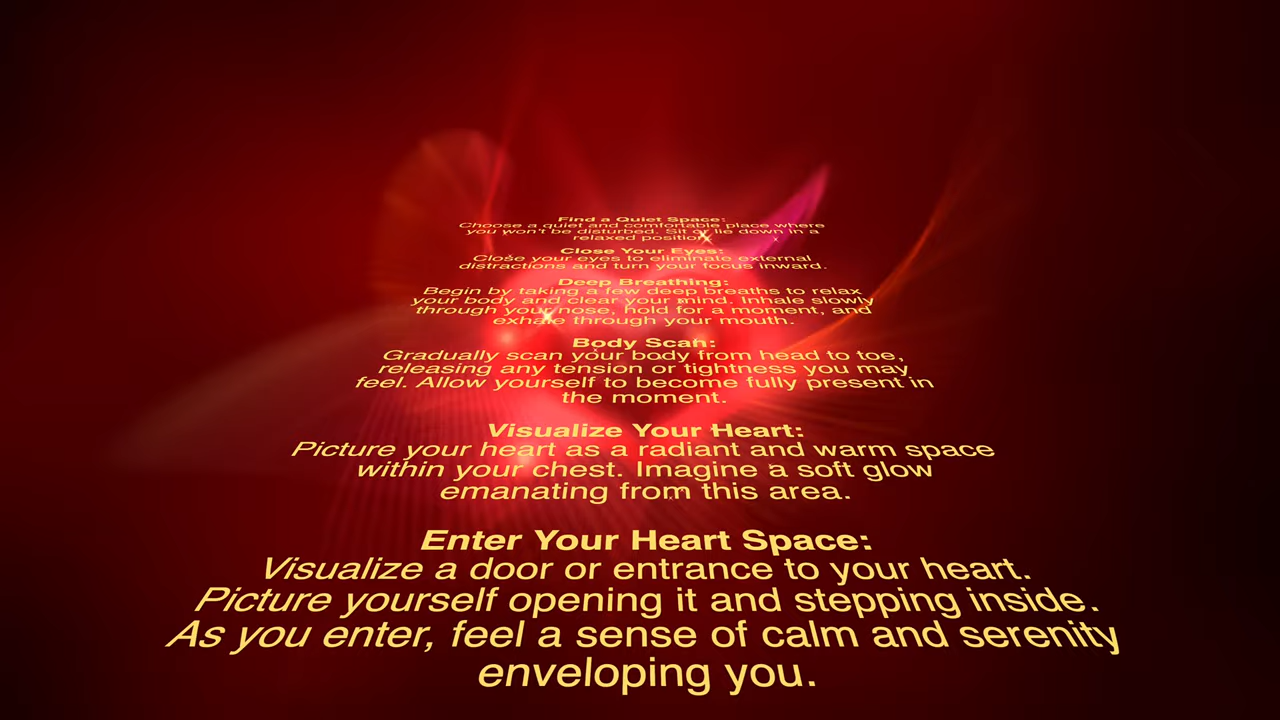 Find a Quiet Space:
Choose a quiet and comfortable place where
you won't be disturbed. Sit or lie down in a
relaxed position.
Close Your Eyes:
Close your eyes to eliminate external
distractions and turn your focus inward.
Deep Breathing:
Begin by taking a few deep breaths to relax
your body and clear your mind. Inhale slowly
through your nose, hold for a moment, and
exhale through your mouth.
Body Scan:
Gradually scan your body from head to toe,
releasing any tension or tightness you may
feel. Allow yourself to become fully present in
the moment.
Visualize Your Heart:
Picture your heart as a radiant and warm space
within your chest. Imagine a soft glow
emanating from this area.
Enter Your Heart Space:
Visualize a door or entrance to your heart.
Picture yourself opening it and stepping inside.
As you enter, feel a sense of calm and serenity
enveloping you.